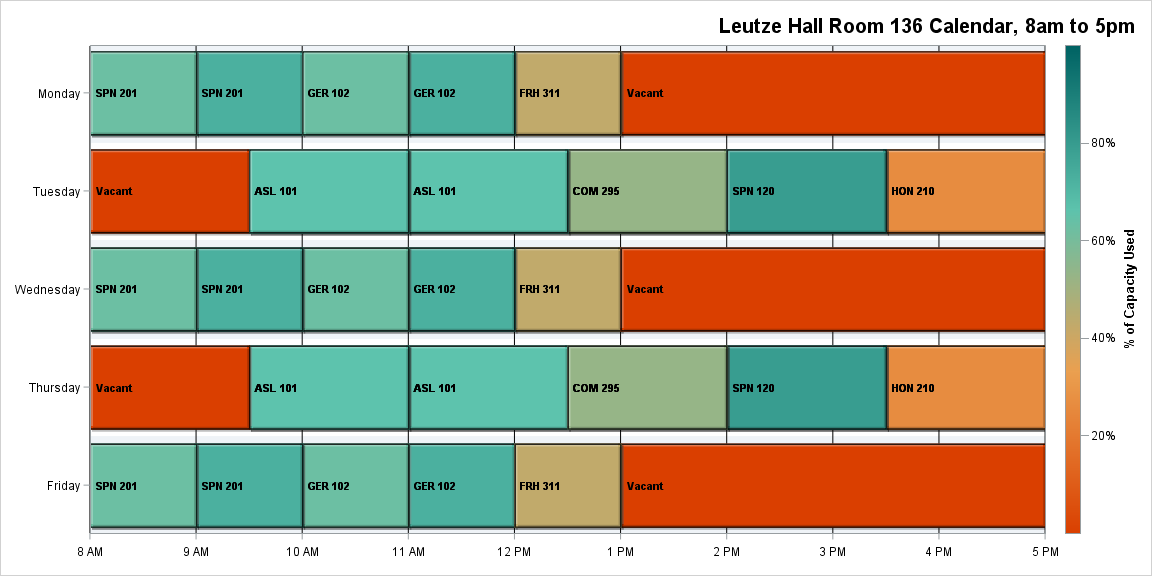 Leutze Hall Room 136 Calendar, 8am to 5pm
Monday
SPN 201 SPN 201 GER 102 GER 102 FRH 311 Vacant
Tuesday
Vacant ASL 101 ASL 101 COM 295 SPN 120 HON 210
Wednesday
SPN 201 SPN 201 GER 102 GER 102 FRH 311 Vacant
Thursday
Vacant ASL 101 ASL 101 COM 295 SPN 120 HON 210
Friday
SPN 201 SPN 201 GER 102 GER 102 FRH 311 Vacant
8 AM 9 AM 10 AM 11 AM 12 PM 1 PM 2 PM 3 PM 4 PM 5 PM
80%
60%
40%
20%
% of Capacity Used